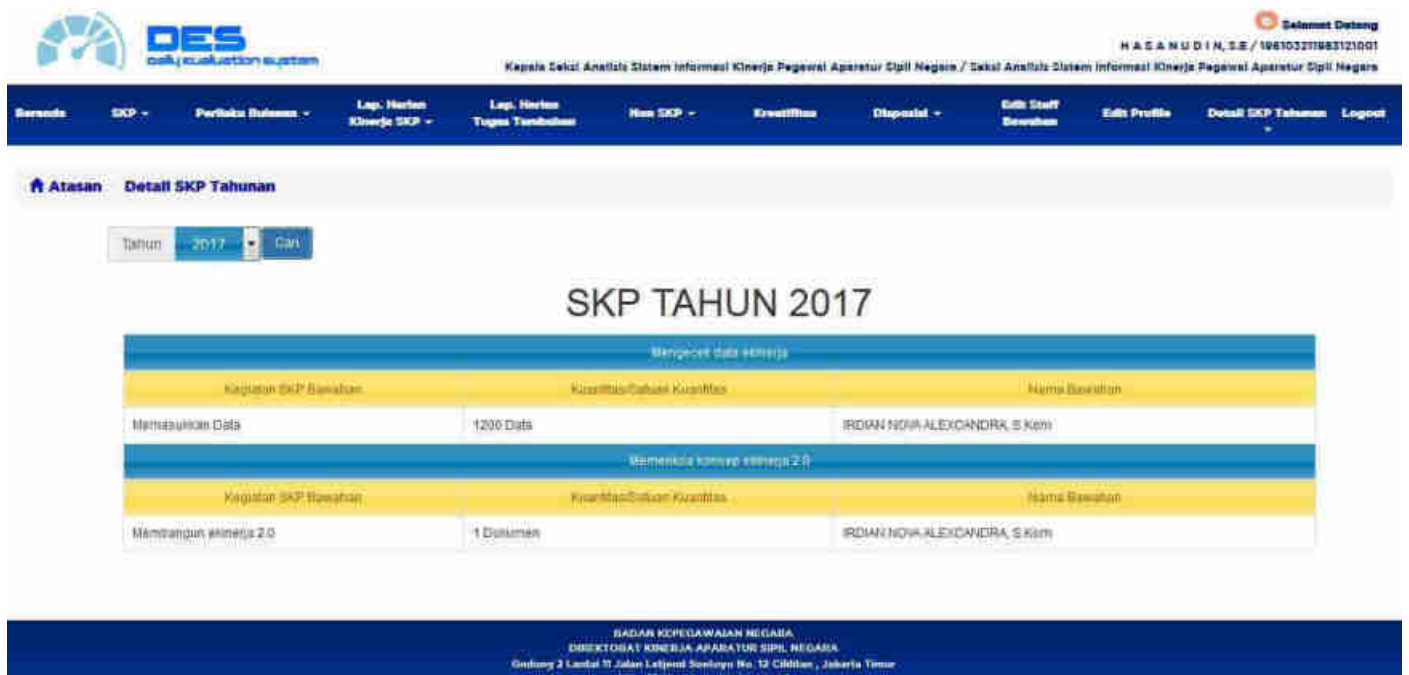 DES
daily evaluation system
Selamat Datang
H A S A N U D I N, S.E / 196103211983121001
Kepala Seksi Analisis Sistem Informasi Kinerja Pegawai Aparatur Sipil Negara / Seksi Analisis Sistem Informasi Kinerja Pegawai Aparatur Sipil Negara
Beranda SKP Perilaku Bulanan Lap. Harian Kinerja SKP Lap. Harian Tugas Tambahan Non SKP Kreatifitas Disposisi Edit Staff Bawahan Edit Profile Detail SKP Tahunan Logout
Atasan Detail SKP Tahunan
Tahun 2017 Cari
SKP TAHUN 2017
Mengecek data ekinerja
Kegiatan SKP Bawahan Kuantitas/Satuan Kuantitas Nama Bawahan
Memasukkan Data 1200 Data IRDIAN NOVA ALEXCANDRA, S.Kom
Memeriksa konsep ekinerja 2.0
Kegiatan SKP Bawahan Kuantitas/Satuan Kuantitas Nama Bawahan
Membangun ekinerja 2.0 1 Dokumen IRDIAN NOVA ALEXCANDRA, S.Kom
BADAN KEPEGAWAIAN NEGARA
DIREKTORAT KINERJA APARATUR SIPIL NEGARA
Gedung 2 Lantai 11 Jalan Letjend Soetoyo No. 12 Cililitan , Jakarta Timur